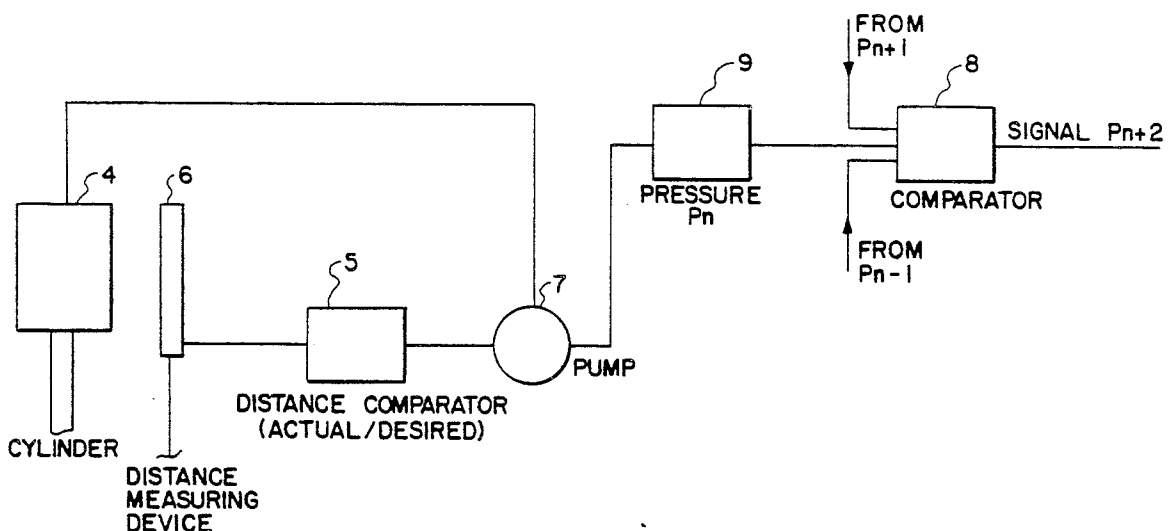 FROM
Pn+1
9
8
SIGNAL Pn+2
4
6
PRESSURE
Pn
COMPARATOR
FROM
Pn-1
5
7
PUMP
DISTANCE COMPARATOR
(ACTUAL/DESIRED)
CYLINDER
DISTANCE
MEASURING
DEVICE